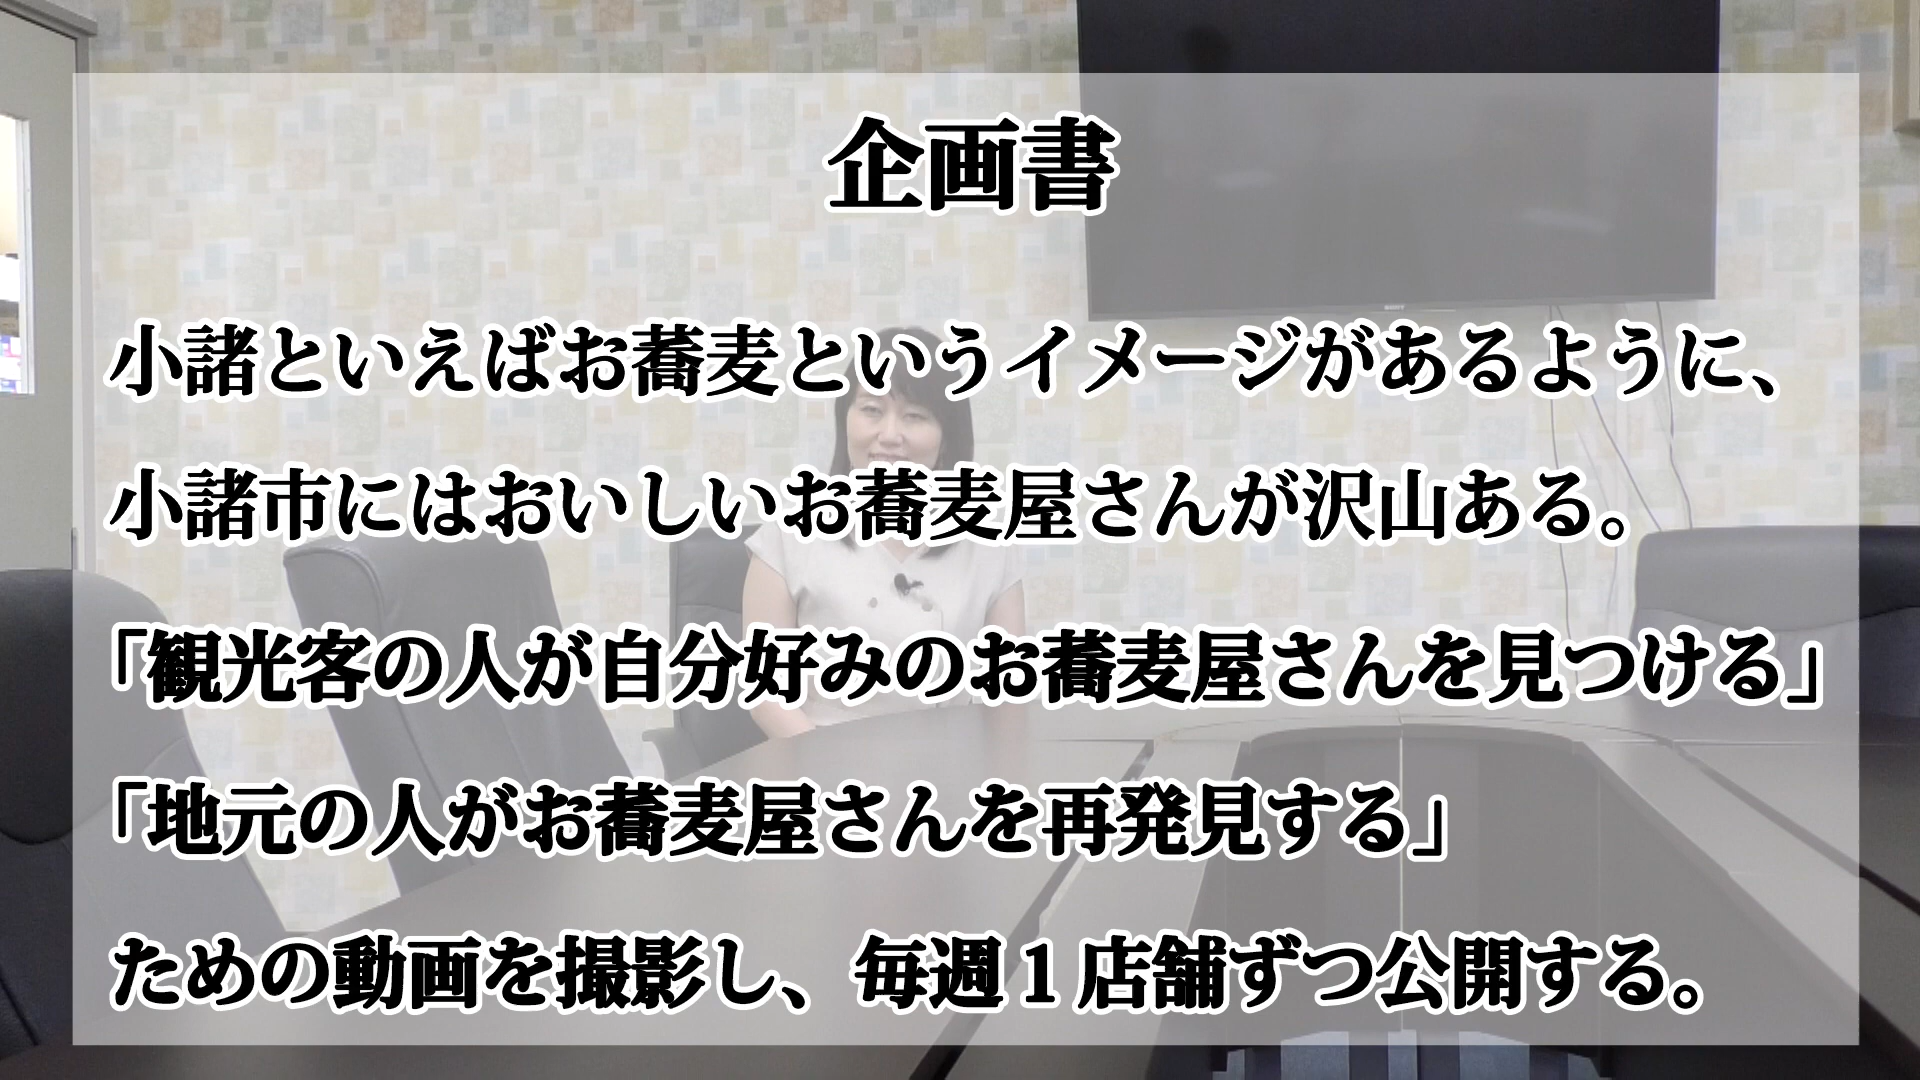 企画書
小諸といえばお蕎麦というイメージがあるように、
小諸市にはおいしいお蕎麦屋さんが沢山ある。
「観光客の人が自分好みのお蕎麦屋さんを見つける」
「地元の人がお蕎麦屋さんを再発見する」
ための動画を撮影し、毎週１店舗ずつ公開する。
SONY